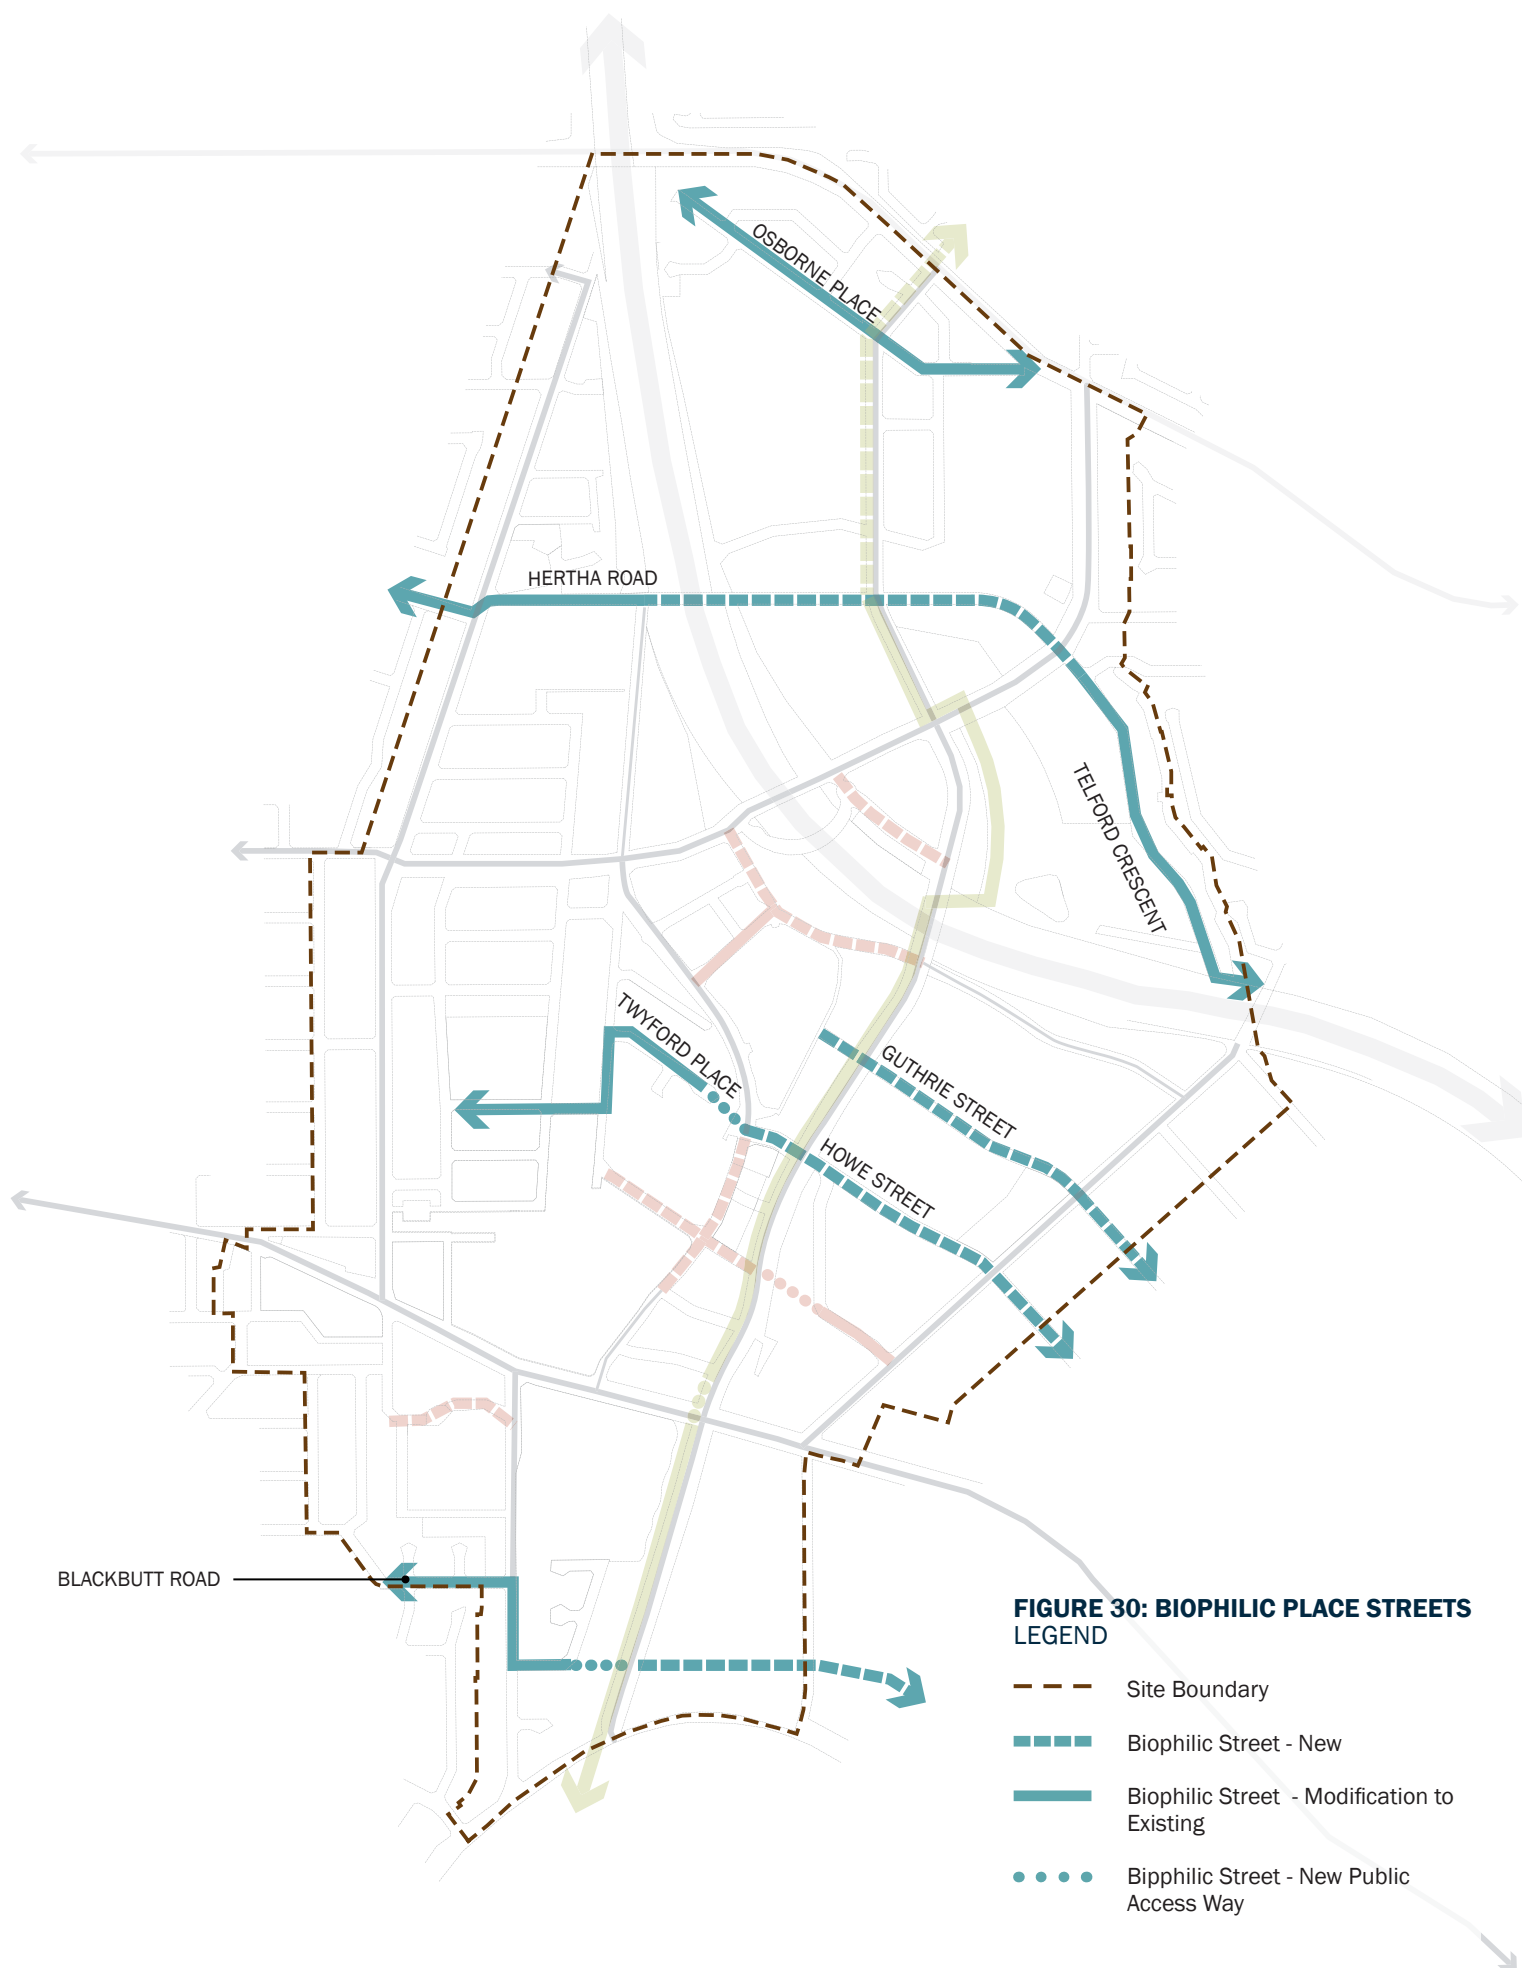 OSBORNE PLACE
HERTHA ROAD
TELFORD CRESCENT
TWYFORD PLACE
GUTHRIE STREET
HOWE STREET
BLACKBUTT ROAD
FIGURE 30: BIOPHILIC PLACE STREETS
LEGEND
Site Boundary
Biophilic Street - New
Biophilic Street - Modification to
Existing
Bipphilic Street - New Public
Access Way